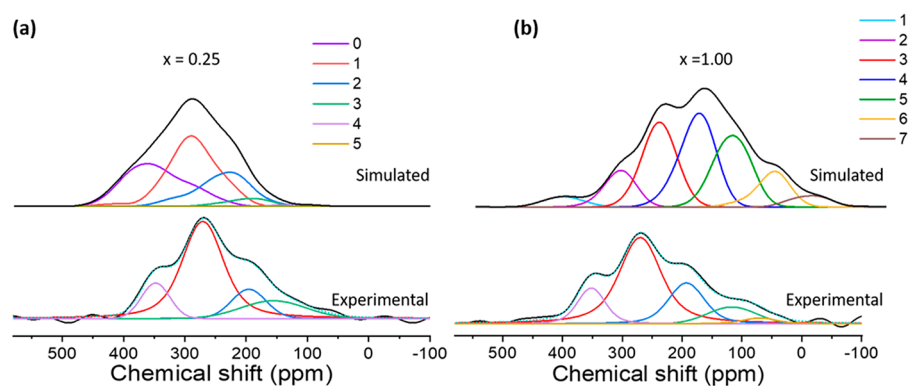 (a)
x = 0.25
0
1
2
3
4
5
Simulated
Experimental
500 400 300 200 100 0 -100
Chemical shift (ppm)
(b)
x =1.00
1
2
3
4
5
6
7
Simulated
Experimental
500 400 300 200 100 0 -100
Chemical shift (ppm)